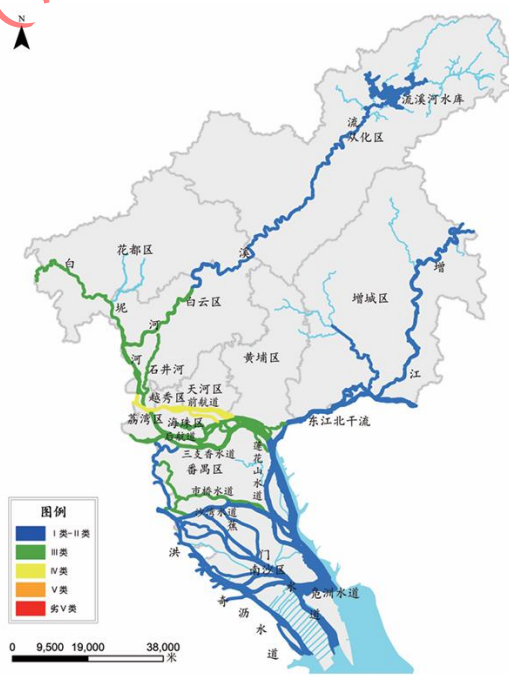 N
流溪河水库
流
从化区
溪
白
花都区
增
坭
河
白云区
增城区
河
石井河
黄埔区
江
天河区
越秀区
前航道
荔湾区
海珠区
东江北干流
后航道
三支香水道
莲花山水道
番禺区
市桥水道
沙湾水道
蕉
图例
I类-II类
III类
IV类
V类
劣V类
洪
门
南沙区
水
道
奇
沥
水
道
0 9,500 19,000 38,000
米